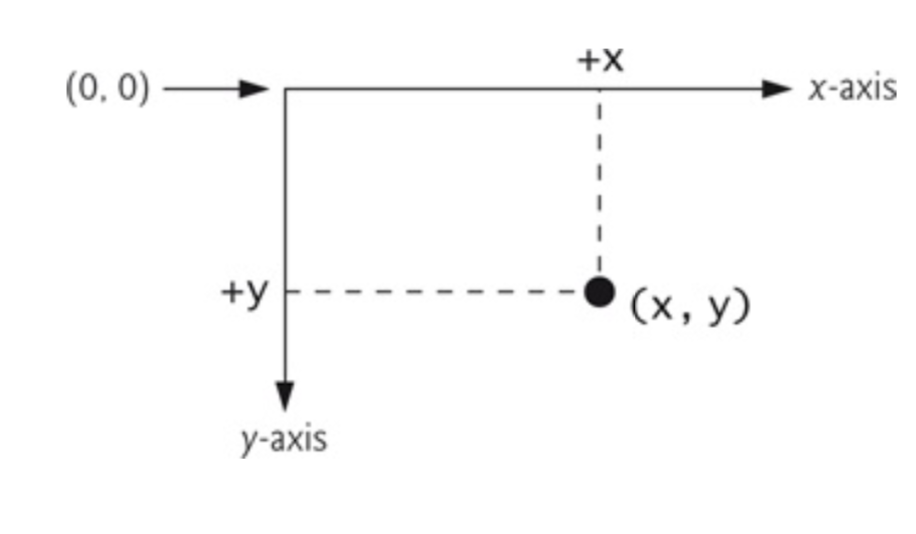 +x
(0, 0)
x-axis
+y
(x, y)
y-axis